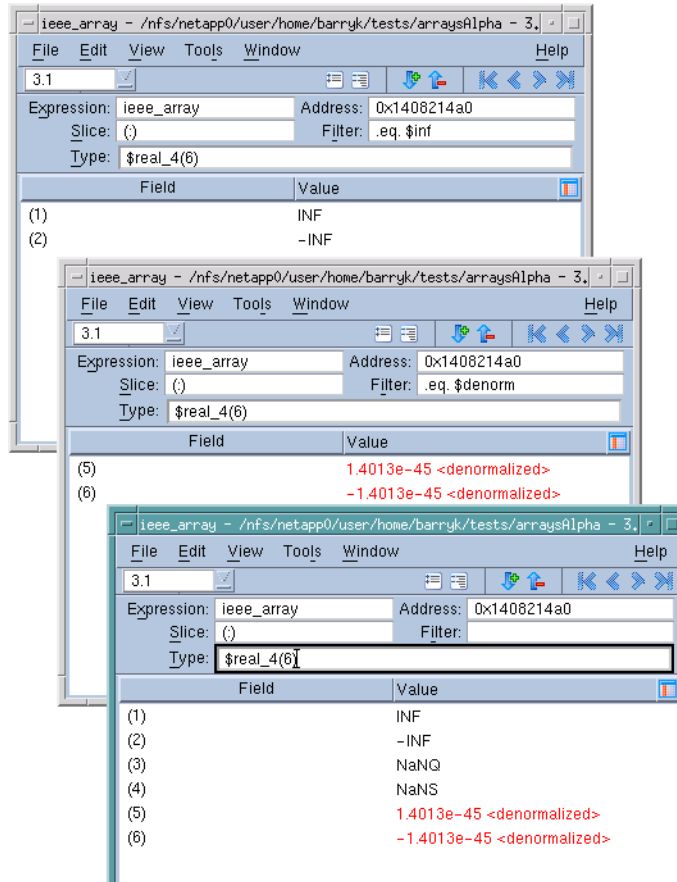 ieee_array - /nfs/netapp0/user/home/barryk/tests/arraysAlpha - 3.
File Edit View Tools Window Help
3.1
Expression: ieee_array Address: 0x1408214a0
Slice: (:) Filter: .eq. $inf
Type: $real_4(6)
Field Value
(1) INF
(2) -INF
ieee_array - /nfs/netapp0/user/home/barryk/tests/arraysAlpha - 3.
File Edit View Tools Window Help
3.1
Expression: ieee_array Address: 0x1408214a0
Slice: (:) Filter: .eq. $denorm
Type: $real_4(6)
Field Value
(5) 1.4013e-45 <denormalized>
(6) -1.4013e-45 <denormalized>
ieee_array - /nfs/netapp0/user/home/barryk/tests/arraysAlpha - 3.
File Edit View Tools Window Help
3.1
Expression: ieee_array Address: 0x1408214a0
Slice: (:) Filter:
Type: $real_4(6)
Field Value
(1) INF
(2) -INF
(3) NaNQ
(4) NaNS
(5) 1.4013e-45 <denormalized>
(6) -1.4013e-45 <denormalized>